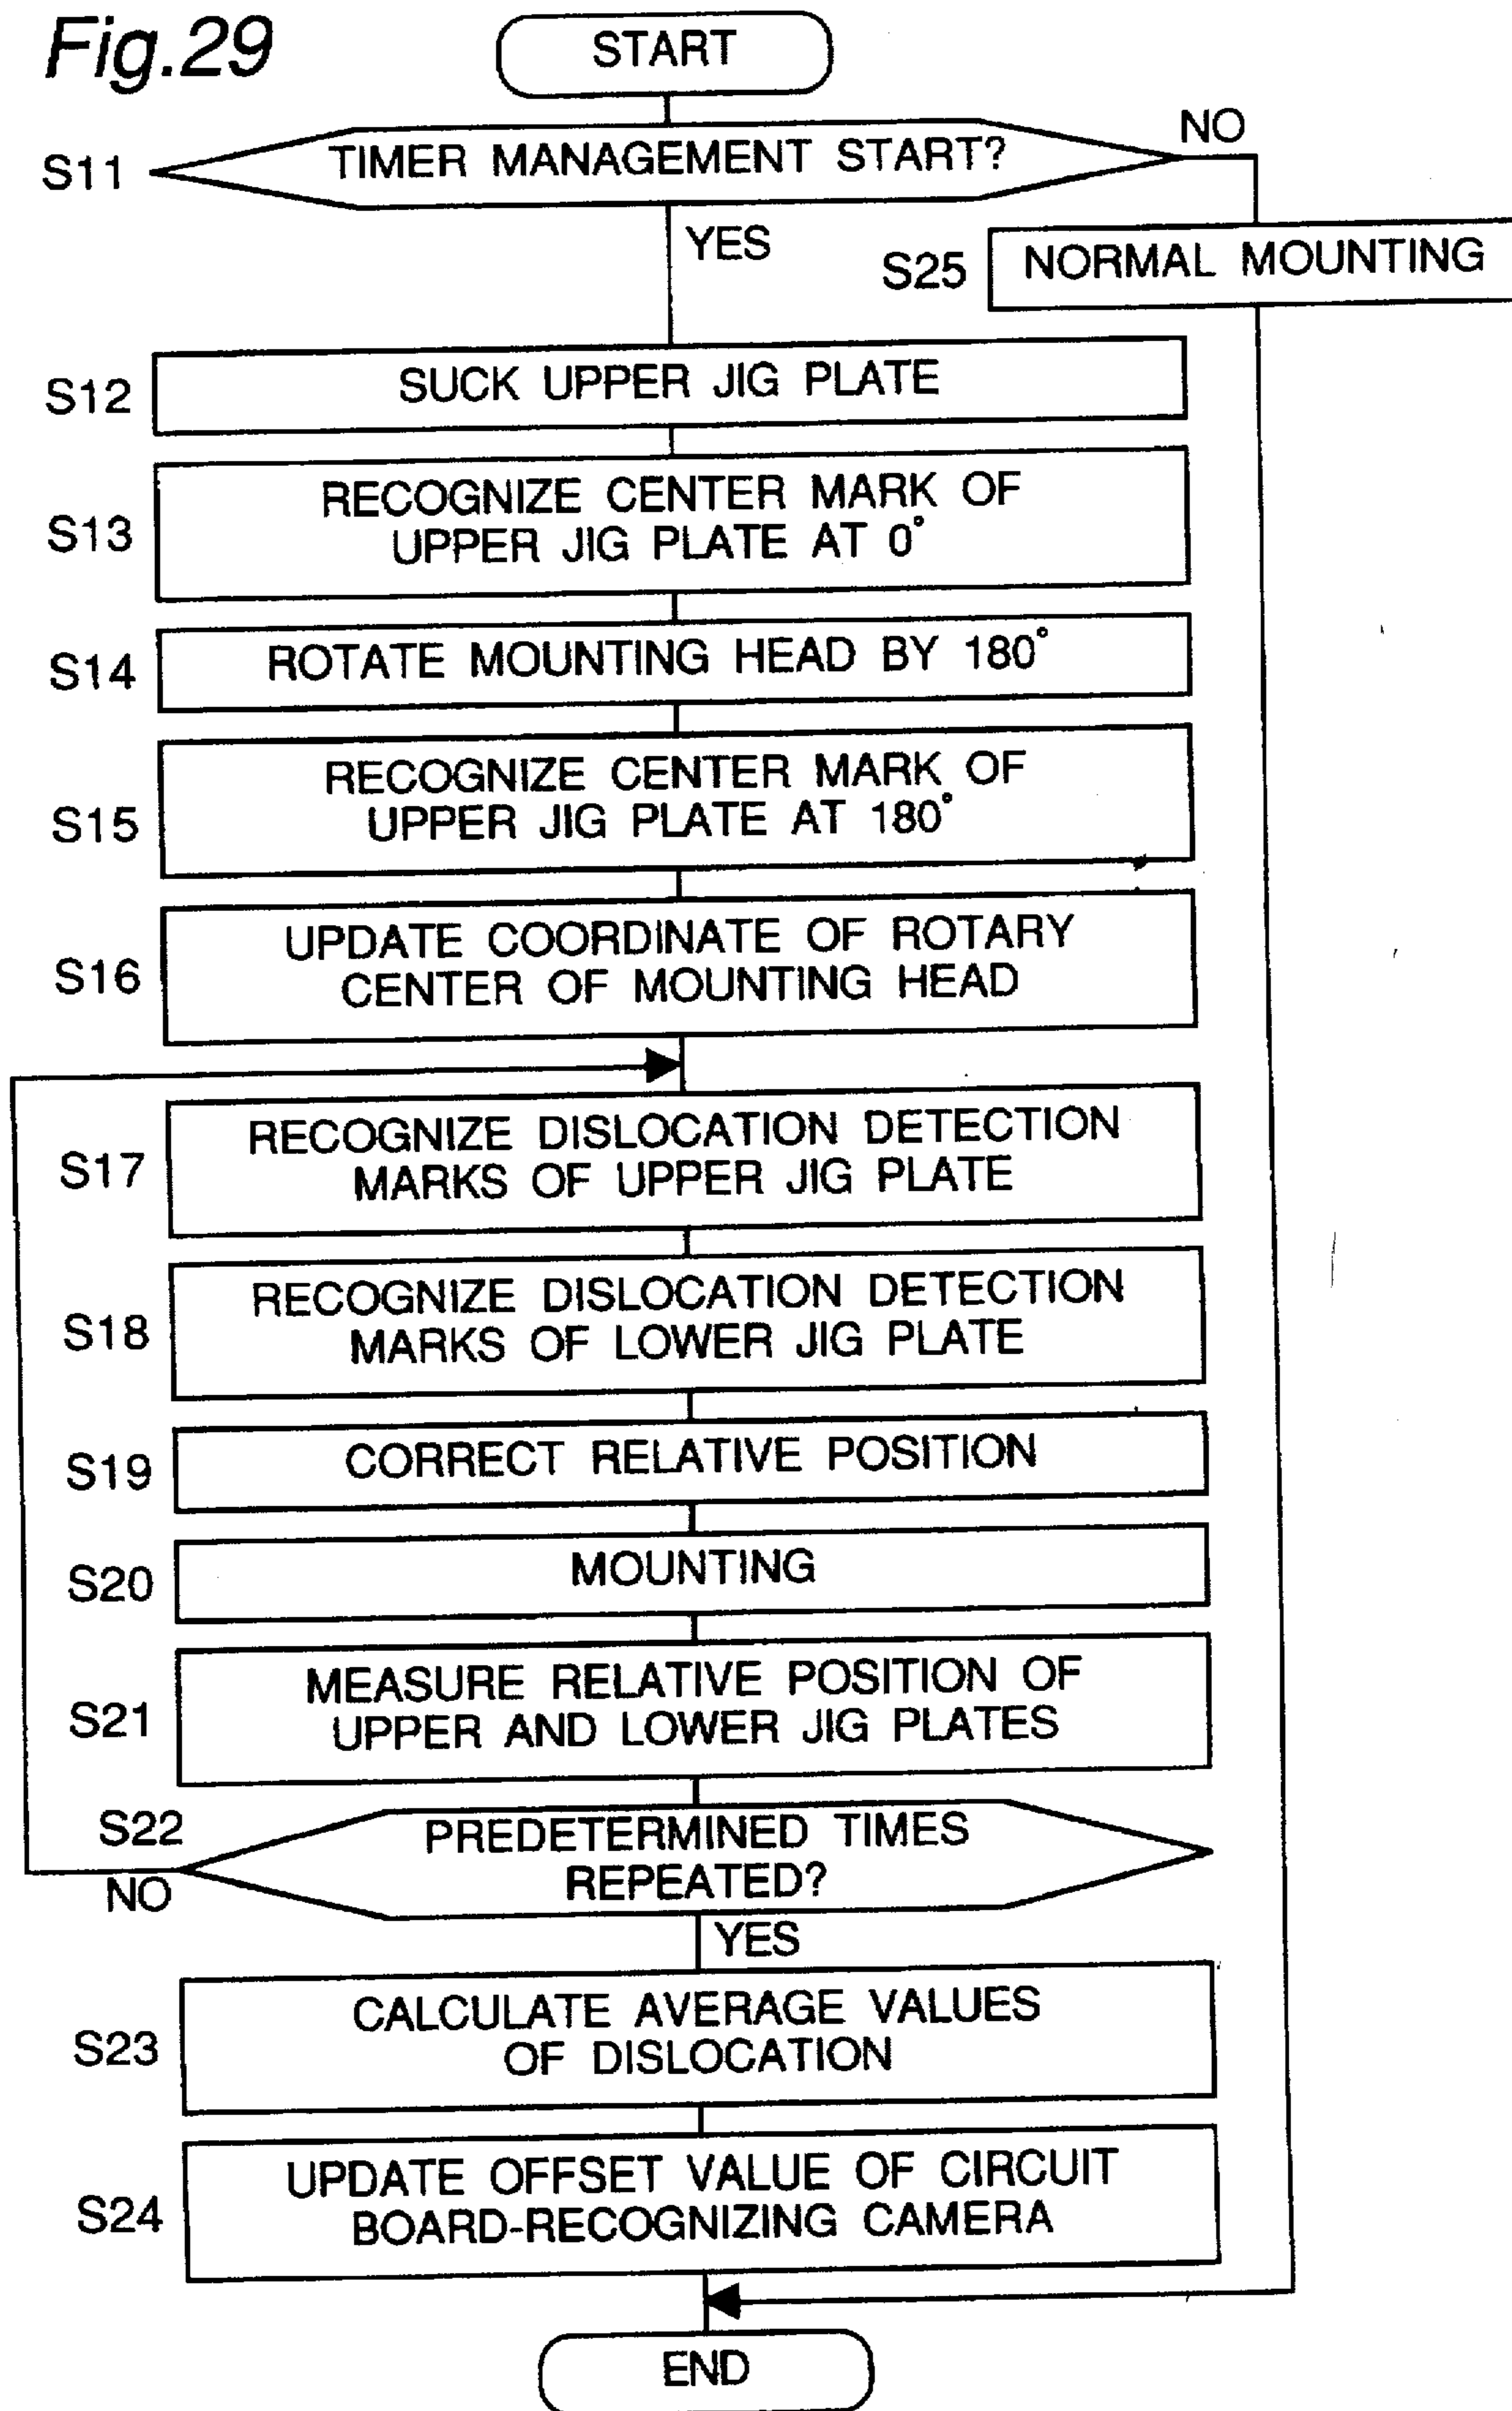 Fig.29
START
S11
TIMER MANAGEMENT START?
NO
YES
S25
NORMAL MOUNTING
S12
SUCK UPPER JIG PLATE
S13
RECOGNIZE CENTER MARK OF
UPPER JIG PLATE AT 0°
S14
ROTATE MOUNTING HEAD BY 180°
S15
RECOGNIZE CENTER MARK OF
UPPER JIG PLATE AT 180°
S16
UPDATE COORDINATE OF ROTARY
CENTER OF MOUNTING HEAD
S17
RECOGNIZE DISLOCATION DETECTION
MARKS OF UPPER JIG PLATE
S18
RECOGNIZE DISLOCATION DETECTION
MARKS OF LOWER JIG PLATE
S19
CORRECT RELATIVE POSITION
S20
MOUNTING
S21
MEASURE RELATIVE POSITION OF
UPPER AND LOWER JIG PLATES
S22
PREDETERMINED TIMES
REPEATED?
NO
YES
S23
CALCULATE AVERAGE VALUES
OF DISLOCATION
S24
UPDATE OFFSET VALUE OF CIRCUIT
BOARD-RECOGNIZING CAMERA
END